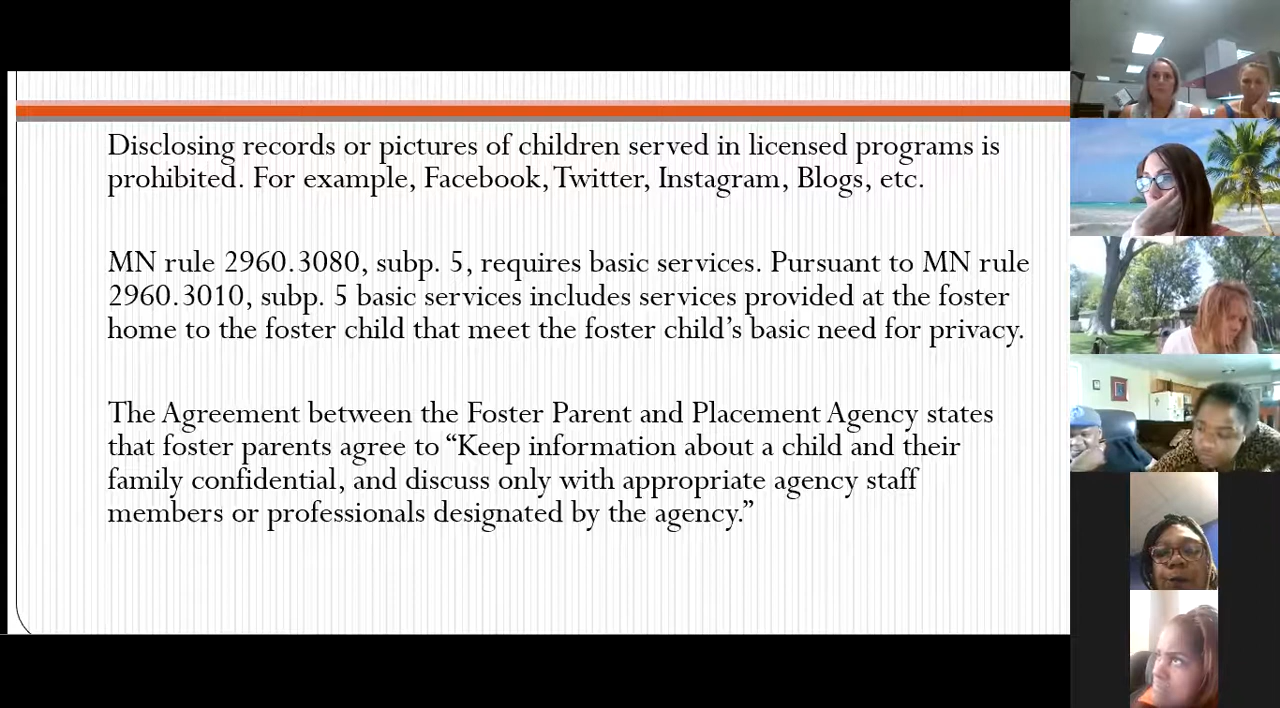 Disclosing records or pictures of children served in licensed programs is
prohibited. For example, Facebook, Twitter, Instagram, Blogs, etc.
MN rule 2960.3080, subp. 5, requires basic services. Pursuant to MN rule
2960.3010, subp. 5 basic services includes services provided at the foster
home to the foster child that meet the foster child’s basic need for privacy.
The Agreement between the Foster Parent and Placement Agency states
that foster parents agree to “Keep information about a child and their
family confidential, and discuss only with appropriate agency staff
members or professionals designated by the agency.”